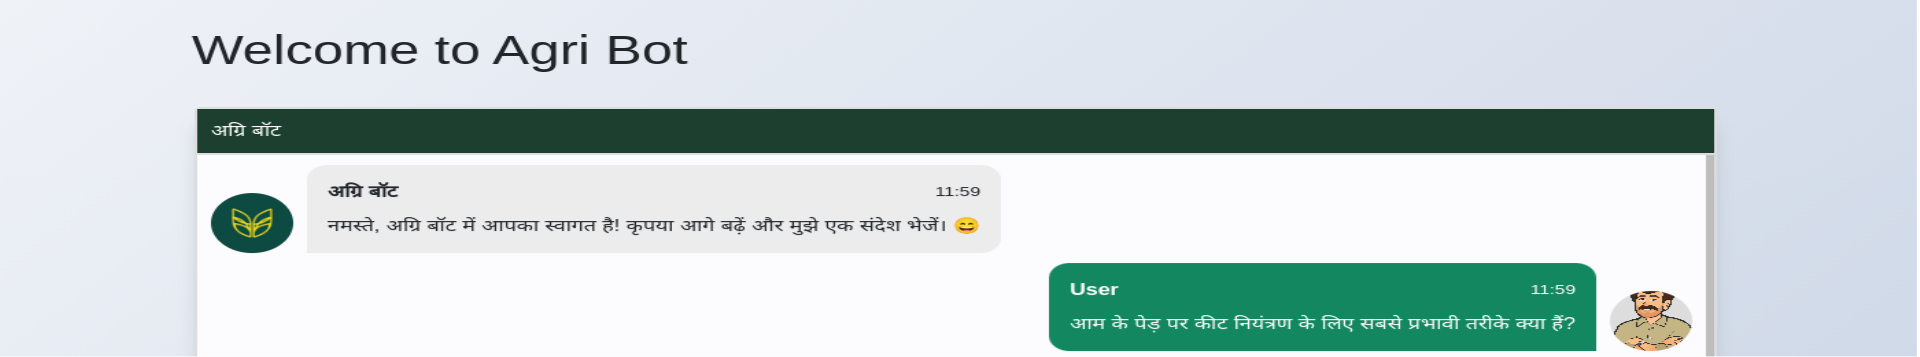 Welcome to Agri Bot
अग्रि बॉट
अग्रि बॉट 11:59
नमस्ते, अग्रि बॉट में आपका स्वागत है! कृपया आगे बढ़ें और मुझे एक संदेश भेजें। 😄
User 11:59
आम के पेड़ पर कीट नियंत्रण के लिए सबसे प्रभावी तरीके क्या हैं?